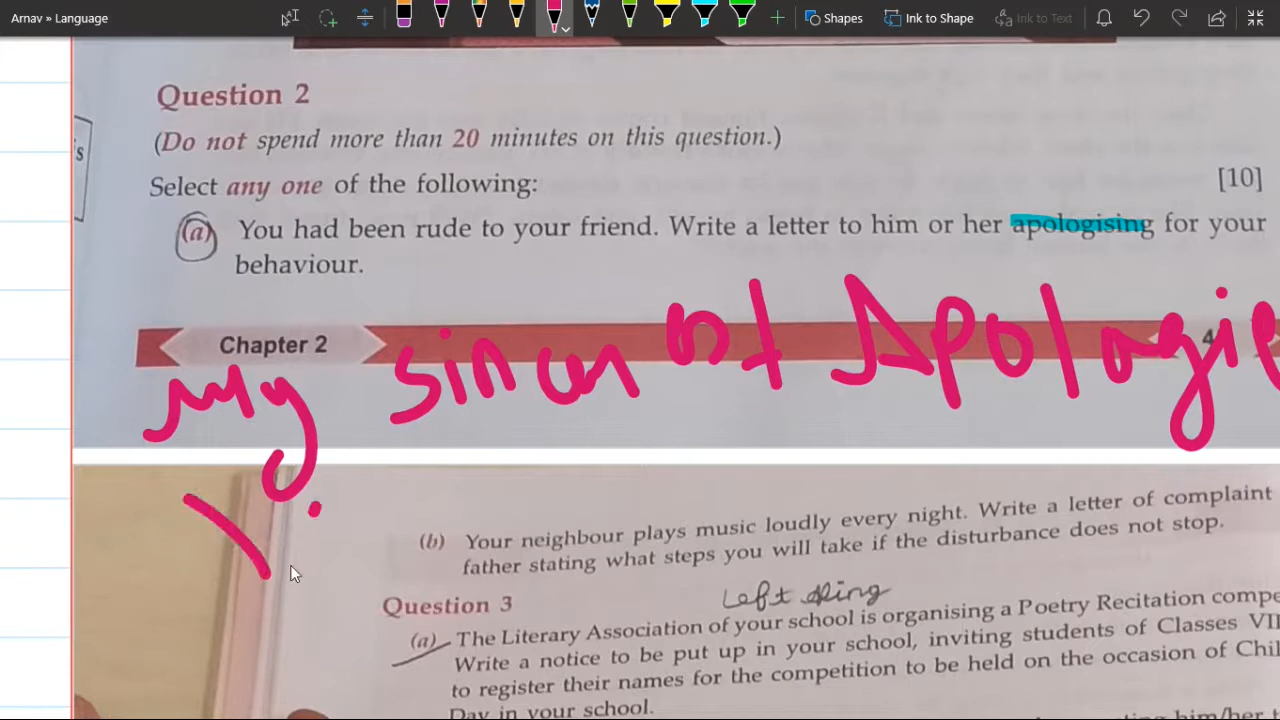 Arnav » Language
Shapes
Ink to Shape
Ink to Text
Question 2
(Do not spend more than 20 minutes on this question.)
Select any one of the following: [10]
(a) You had been rude to your friend. Write a letter to him or her apologising for your
behaviour.
Chapter 2
4
My sincerest Apologie
(b) Your neighbour plays music loudly every night. Write a letter of complaint
father stating what steps you will take if the disturbance does not stop.
Left
Question 3
(a) The Literary Association of your school is organising a Poetry Recitation compe
Write a notice to be put up in your school, inviting students of Classes VII
to register their names for the competition to be held on the occasion of Chil
Day in your school.